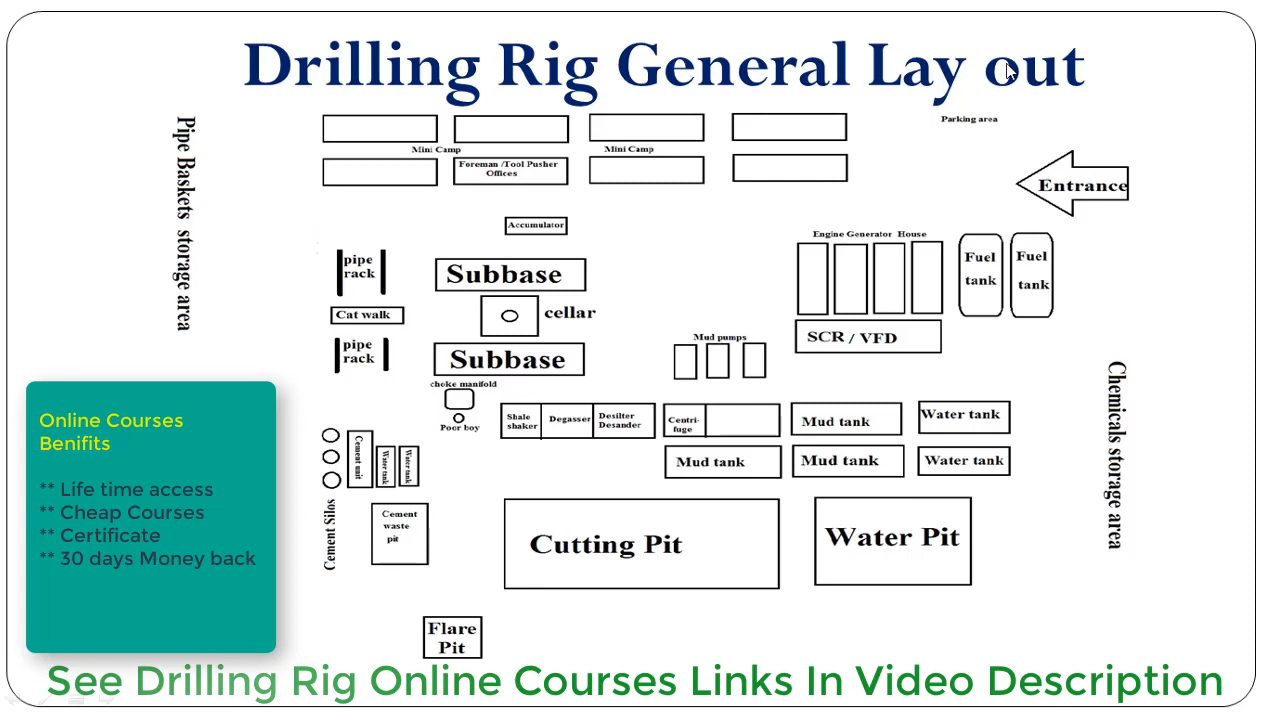 Drilling Rig General Lay out
Pipe Baskets storage area
Parking area
Mini Camp
Mini Camp
Foreman /Tool Pusher
Offices
Entrance
Accumulator
Engine Generator House
Fuel
tank
Fuel
tank
pipe
rack
Subbase
Cat walk
cellar
SCR / VFD
Mud pumps
pipe
rack
Subbase
choke manifold
Poor boy
Shale
shaker
Degasser
Desilter
Desander
Centri-
fuge
Mud tank
Water tank
Mud tank
Mud tank
Water tank
Chemicals storage area
Cement unit
Water tank
Water tank
Cement Silos
Cement
waste
pit
Cutting Pit
Water Pit
Flare
Pit
Online Courses
Benifits
** Life time access
** Cheap Courses
** Certificate
** 30 days Money back
See Drilling Rig Online Courses Links In Video Description